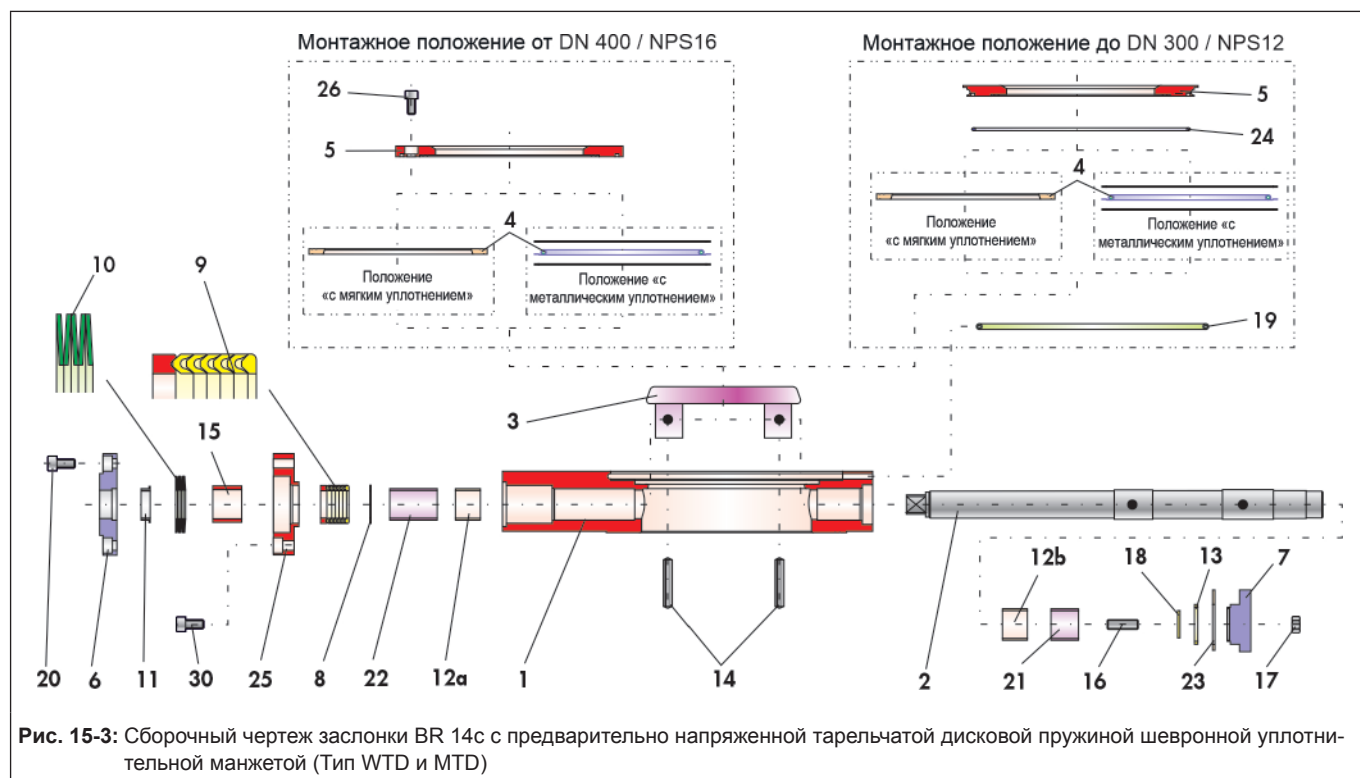 Монтажное положение от DN 400 / NPS16
Монтажное положение до DN 300 / NPS12
26
5
5
24
4
4
Положение
«с мягким уплотнением»
Положение «с
металлическим уплотнением»
Положение
«с мягким уплотнением»
Положение «с
металлическим уплотнением»
10
9
19
3
15
12b
18
13
7
20
6
11
30
25
8
22
12a
1
14
2
21
16
23
17
Рис. 15-3: Сборочный чертеж заслонки BR 14c с предварительно напряженной тарельчатой дисковой пружиной шевронной уплотни-
тельной манжетой (Тип WTD и MTD)